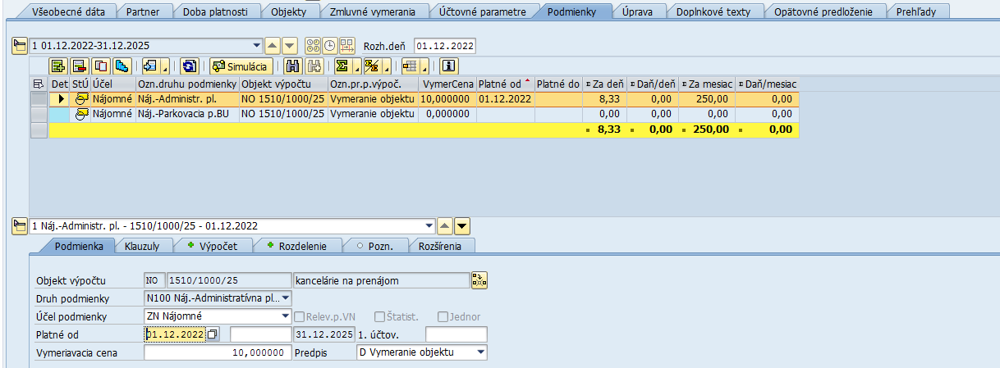 Všeobecné dáta Partner Doba platnosti Objekty Zmluvné vymerania Účtovné parametre Podmienky Úprava Doplnkové texty Opätovné predloženie Prehľady
1 01.12.2022-31.12.2025 Rozh.deň 01.12.2022
Simulácia
Det StÚ Účel Ozn.druhu podmienky Objekt výpočtu Ozn.pr.p.výpoč. VymerCena Platné od Platné do Za deň Daň/deň Za mesiac Daň/mesiac
Nájomné Náj.-Administr. pl. NO 1510/1000/25 Vymeranie objektu 10,000000 01.12.2022 8,33 0,00 250,00 0,00
Nájomné Náj.-Parkovacia p.BU NO 1510/1000/25 Vymeranie objektu 0,000000 0,00 0,00 0,00 0,00
8,33 0,00 250,00 0,00
1 Náj.-Administr. pl. - 1510/1000/25 - 01.12.2022
Podmienka Klauzuly Výpočet Rozdelenie Pozn. Rozšírenia
Objekt výpočtu NO 1510/1000/25 kancelárie na prenájom
Druh podmienky N100 Náj.-Administratívna pl...
Účel podmienky ZN Nájomné Relev.p.VN Štatist. Jednor
Platné od 01.12.2022 31.12.2025 1. účtov.
Vymeriavacia cena 10,000000 Predpis D Vymeranie objektu